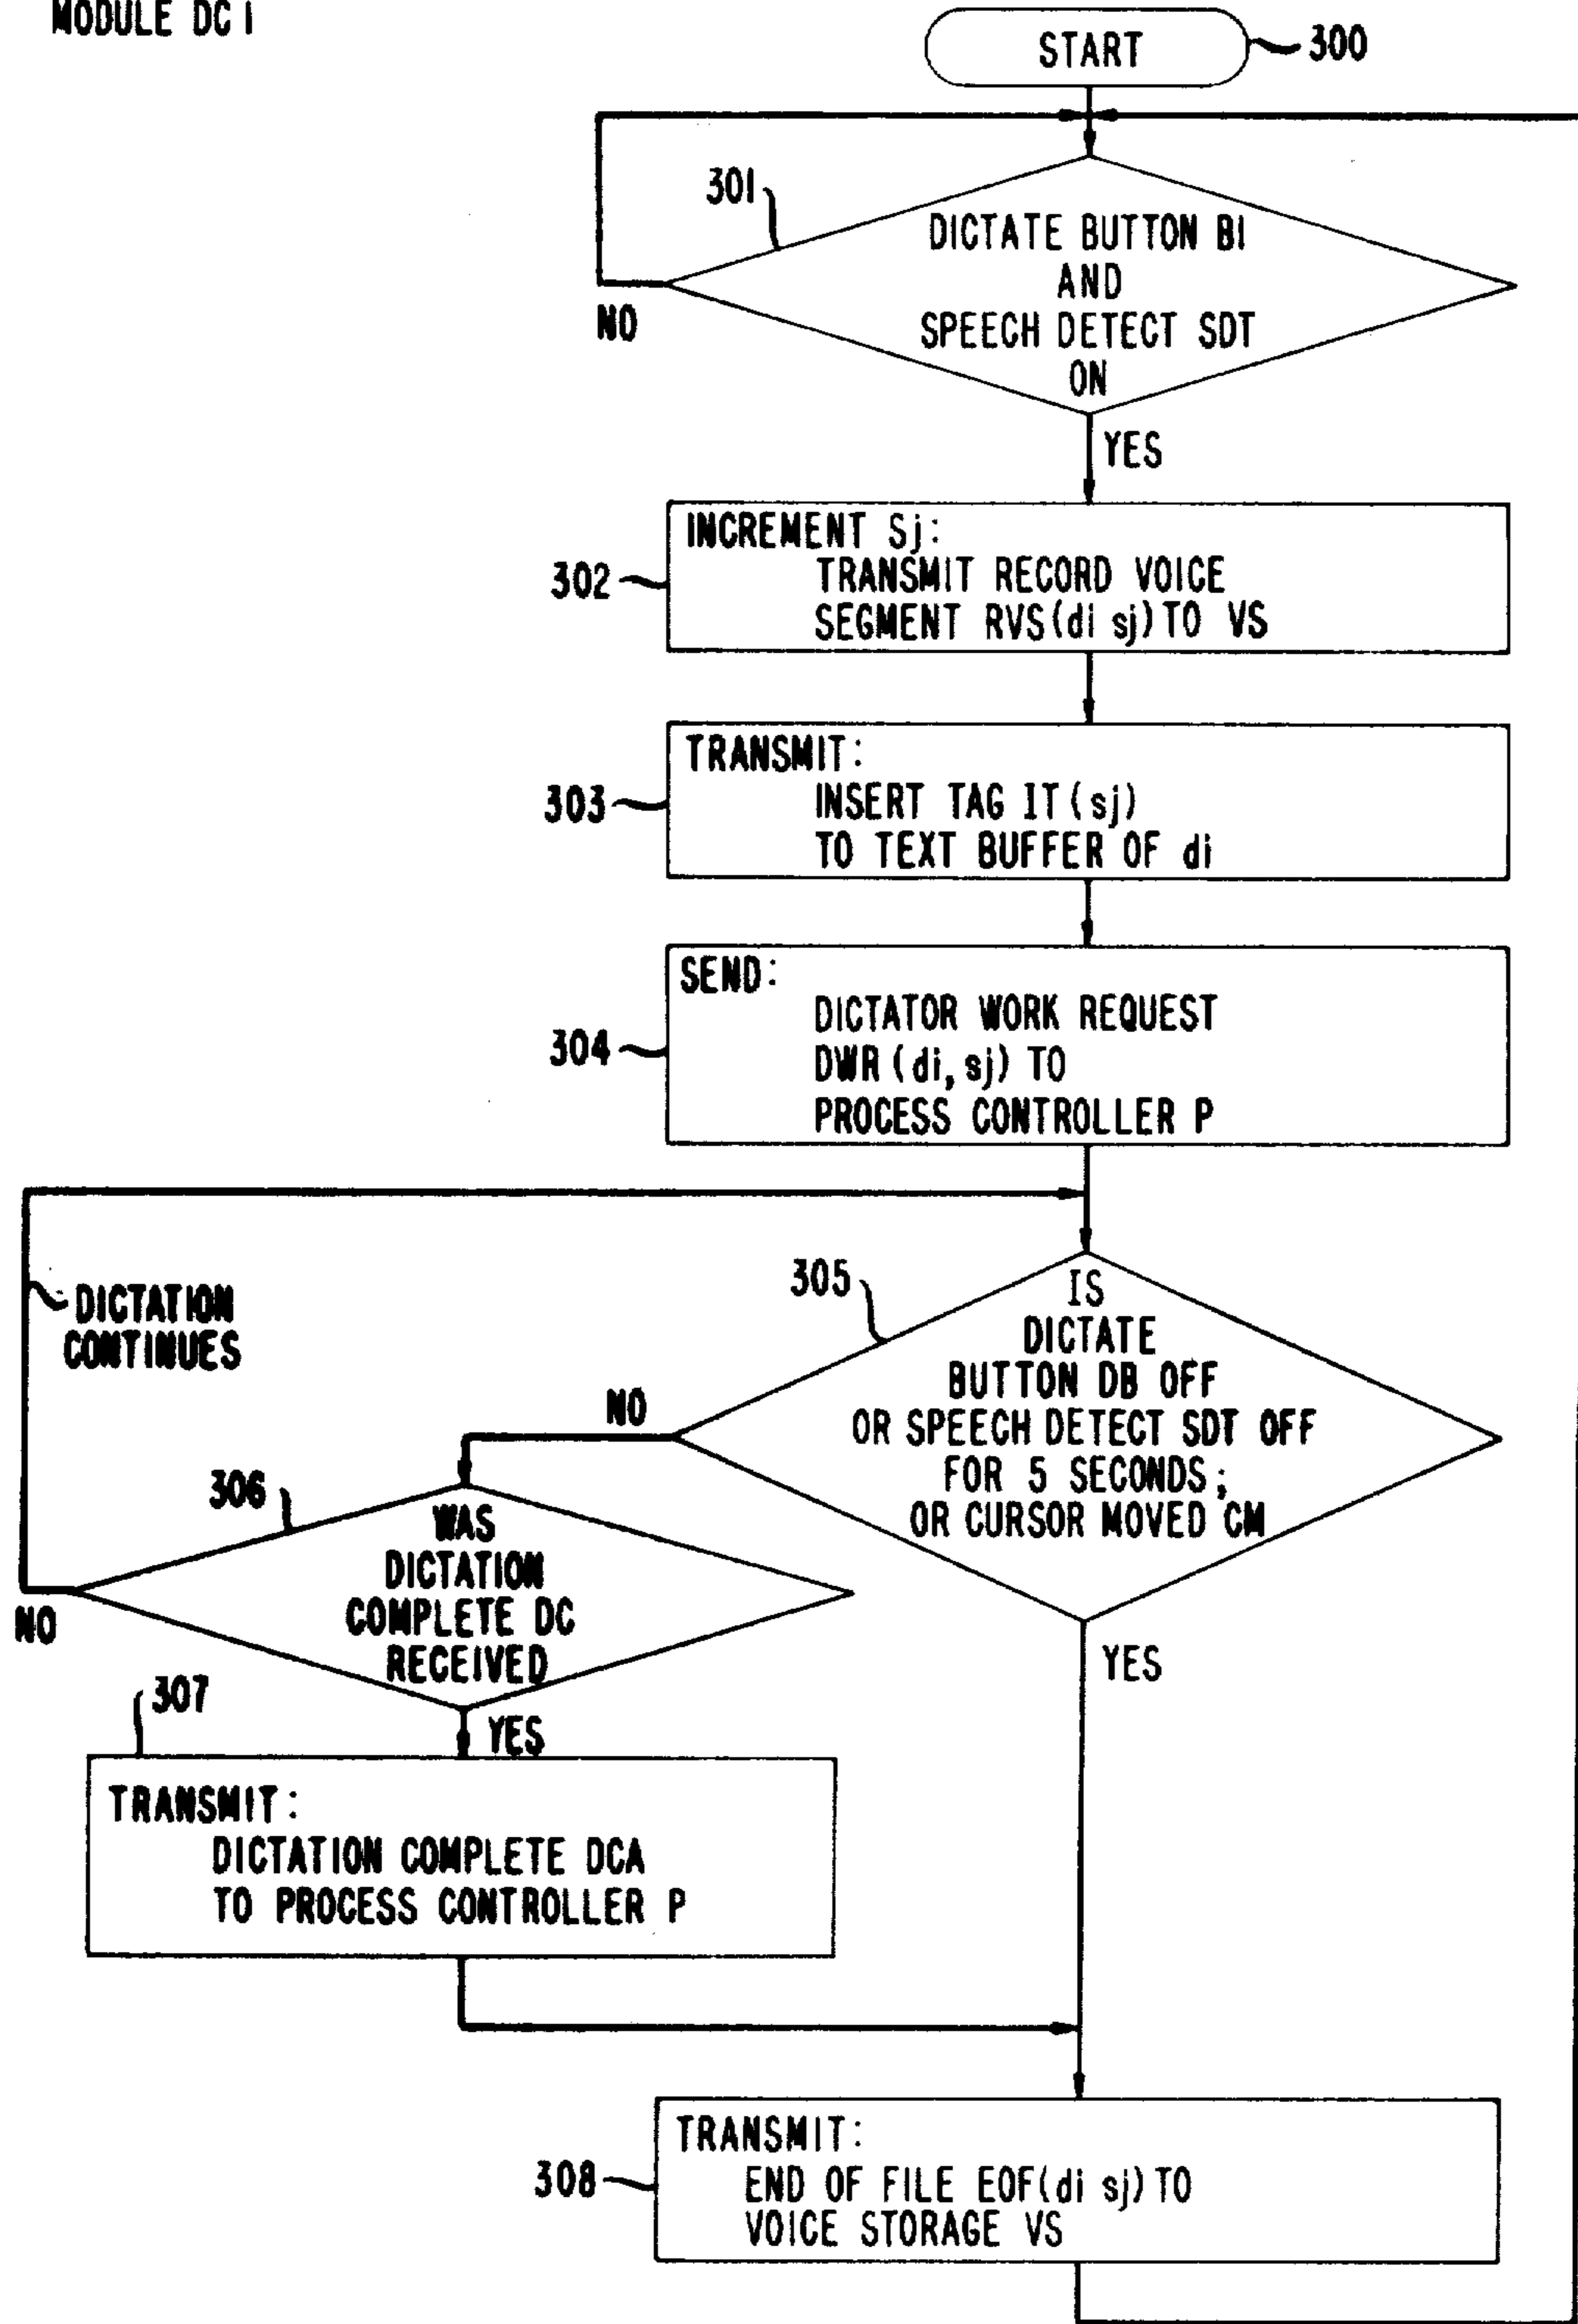 MODULE DC i
START
300
301
DICTATE BUTTON B1
AND
SPEECH DETECT SDT
ON
NO
YES
302
INCREMENT Sj:
TRANSMIT RECORD VOICE
SEGMENT RVS(di sj) TO VS
303
TRANSMIT:
INSERT TAG IT(sj)
TO TEXT BUFFER OF di
304
SEND:
DICTATOR WORK REQUEST
DWR(di,sj) TO
PROCESS CONTROLLER P
DICTATION
CONTINUES
305
IS
DICTATE
BUTTON DB OFF
OR SPEECH DETECT SDT OFF
FOR 5 SECONDS;
OR CURSOR MOVED CM
NO
YES
306
WAS
DICTATION
COMPLETE DC
RECEIVED
NO
YES
307
TRANSMIT:
DICTATION COMPLETE DCA
TO PROCESS CONTROLLER P
308
TRANSMIT:
END OF FILE EOF(di sj) TO
VOICE STORAGE VS